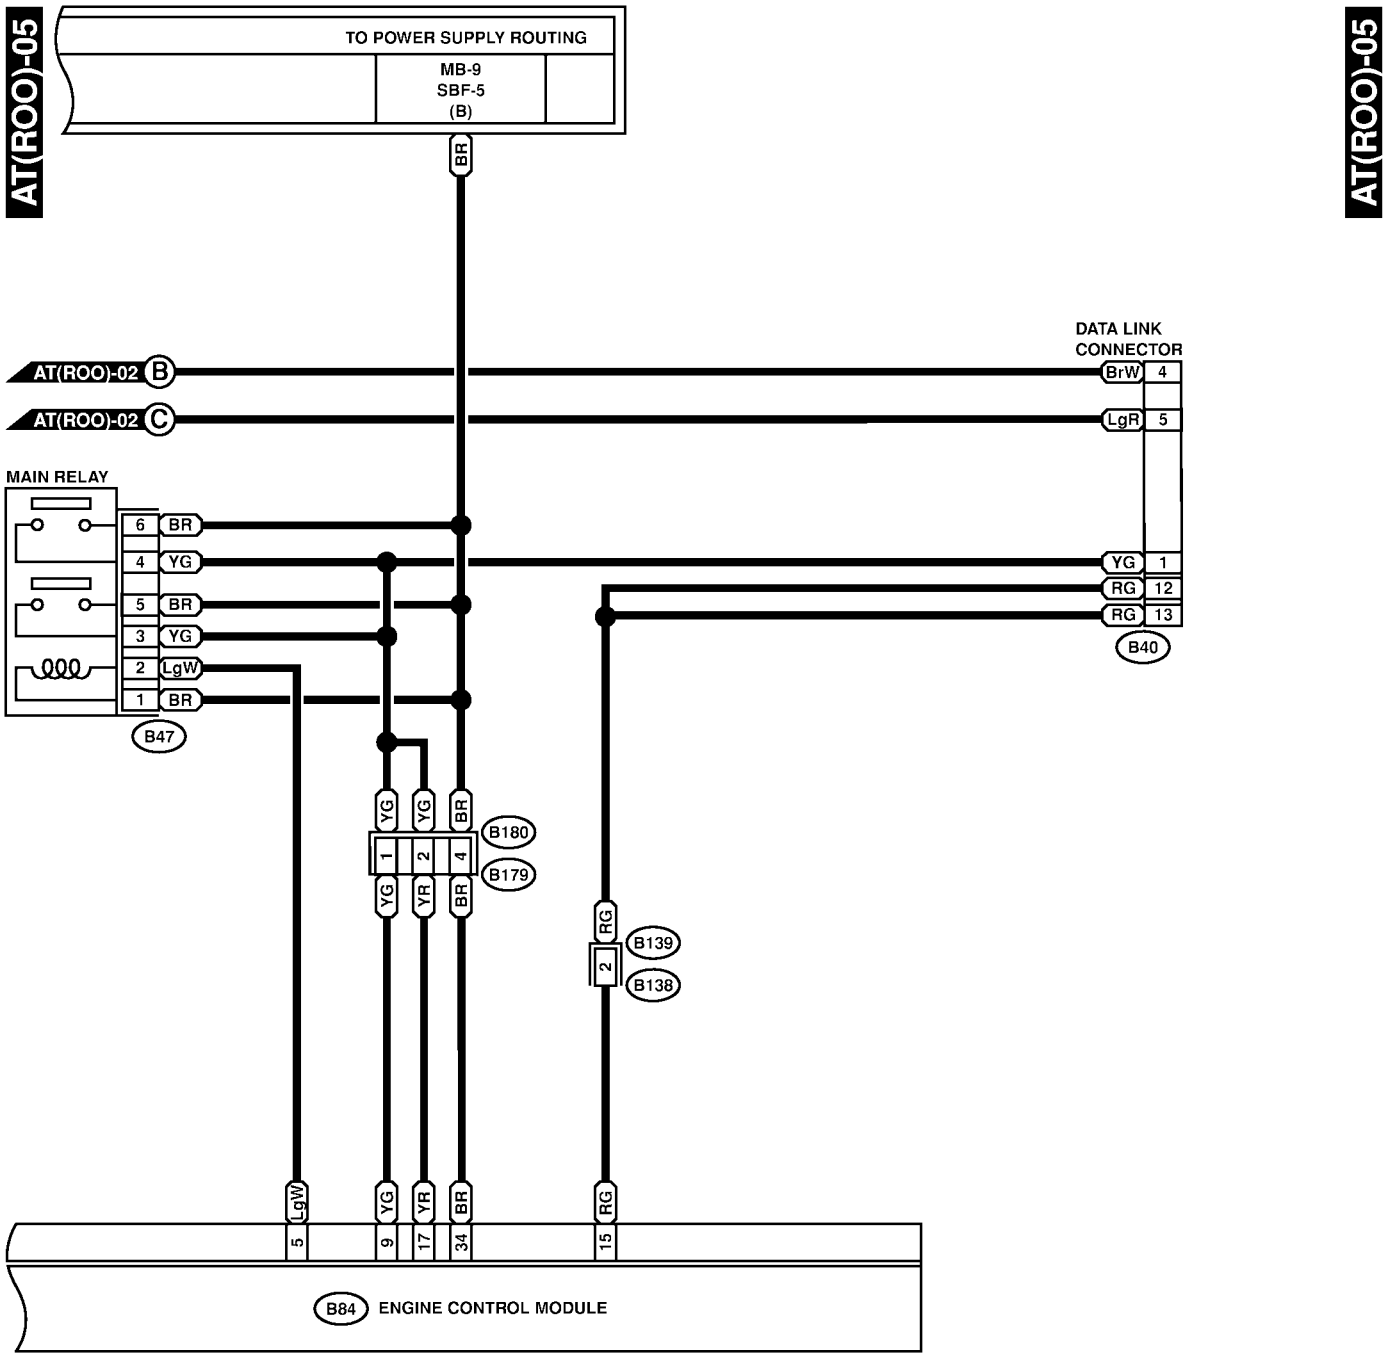 AT(ROO)-05
AT(ROO)-05
TO POWER SUPPLY ROUTING
MB-9
SBF-5
(B)
BR
DATA LINK
CONNECTOR
AT(ROO)-02 B
BrW 4
AT(ROO)-02 C
LgR 5
MAIN RELAY
6 BR
4 YG
YG 1
RG 12
5 BR
RG 13
3 YG
B40
2 LgW
1 BR
B47
YG YG BR
B180
1 2 4
B179
YG YR BR
RG
B139
2
B138
LgW YG YR BR RG
5 9 17 34 15
B84 ENGINE CONTROL MODULE